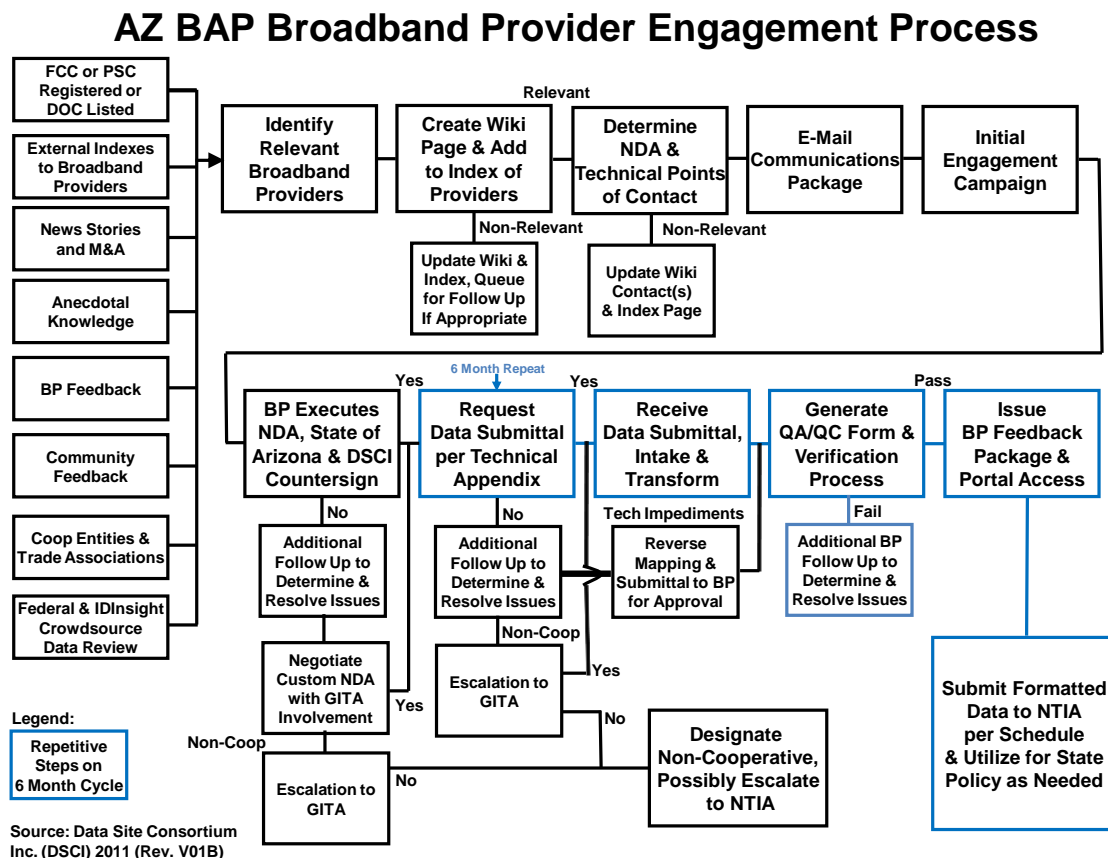 AZ BAP Broadband Provider Engagement Process
FCC or PSC
Registered or
DOC Listed
External Indexes
to Broadband
Providers
News Stories
and M&A
Anecdotal
Knowledge
BP Feedback
Community
Feedback
Coop Entities &
Trade Associations
Federal & IDInsight
Crowdsource
Data Review
Identify
Relevant
Broadband
Providers
Create Wiki
Page & Add
to Index of
Providers
Relevant
Determine
NDA &
Technical Points
of Contact
E-Mail
Communications
Package
Initial
Engagement
Campaign
Non-Relevant
Update Wiki &
Index, Queue
for Follow Up
If Appropriate
Non-Relevant
Update Wiki
Contact(s)
& Index Page
BP Executes
NDA, State of
Arizona & DSCI
Countersign
Yes
6 Month Repeat
Request
Data Submittal
per Technical
Appendix
Yes
Receive
Data Submittal,
Intake &
Transform
Generate
QA/QC Form &
Verification
Process
Pass
Issue
BP Feedback
Package &
Portal Access
No
Additional
Follow Up to
Determine &
Resolve Issues
No
Additional
Follow Up to
Determine &
Resolve Issues
Tech Impediments
Reverse
Mapping &
Submittal to BP
for Approval
Fail
Additional BP
Follow Up to
Determine &
Resolve Issues
Negotiate
Custom NDA
with GITA
Involvement
Yes
Non-Coop
Escalation to
GITA
Yes
No
Non-Coop
Escalation to
GITA
No
Designate
Non-Cooperative,
Possibly Escalate
to NTIA
Submit Formatted
Data to NTIA
per Schedule
& Utilize for State
Policy as Needed
Legend:
Repetitive
Steps on
6 Month Cycle
Source: Data Site Consortium
Inc. (DSCI) 2011 (Rev. V01B)